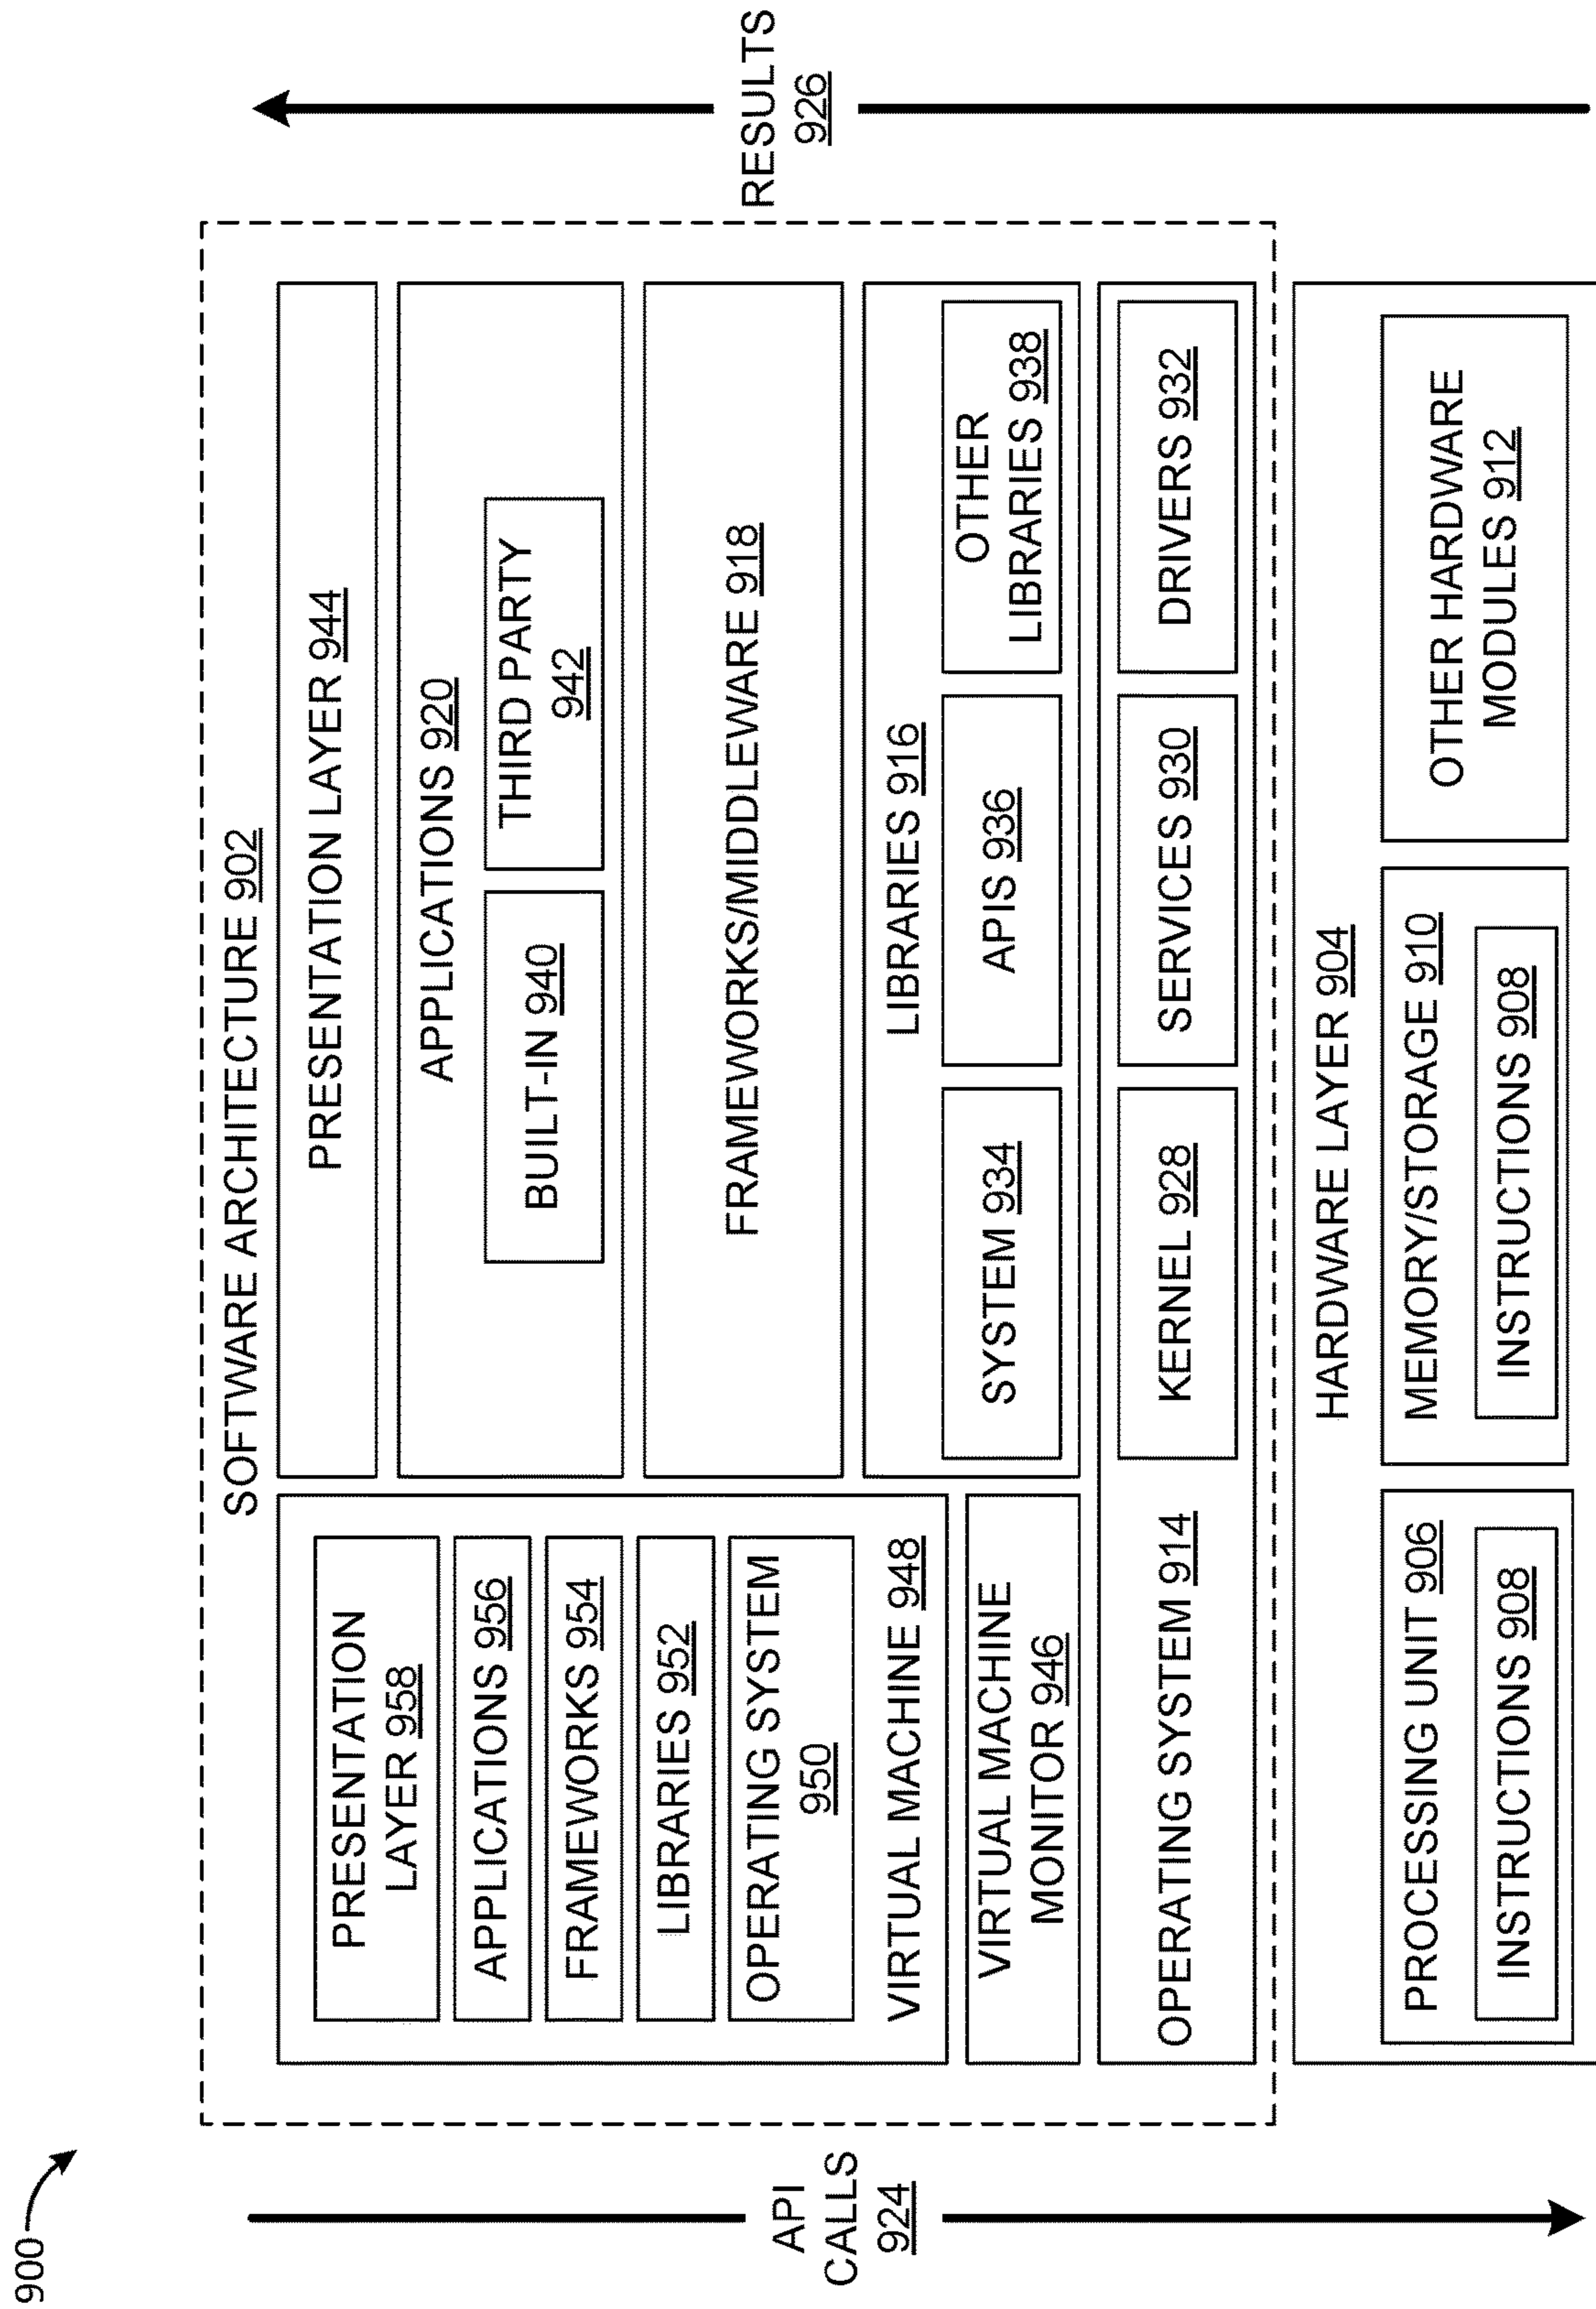 900
SOFTWARE ARCHITECTURE 902
PRESENTATION
LAYER 958
APPLICATIONS 956
FRAMEWORKS 954
LIBRARIES 952
OPERATING SYSTEM
950
VIRTUAL MACHINE 948
VIRTUAL MACHINE
MONITOR 946
PRESENTATION LAYER 944
APPLICATIONS 920
BUILT-IN 940
THIRD PARTY
942
FRAMEWORKS/MIDDLEWARE 918
LIBRARIES 916
SYSTEM 934
APIS 936
OTHER
LIBRARIES 938
OPERATING SYSTEM 914
KERNEL 928
SERVICES 930
DRIVERS 932
HARDWARE LAYER 904
PROCESSING UNIT 906
INSTRUCTIONS 908
MEMORY/STORAGE 910
INSTRUCTIONS 908
OTHER HARDWARE
MODULES 912
API
CALLS
924
RESULTS
926